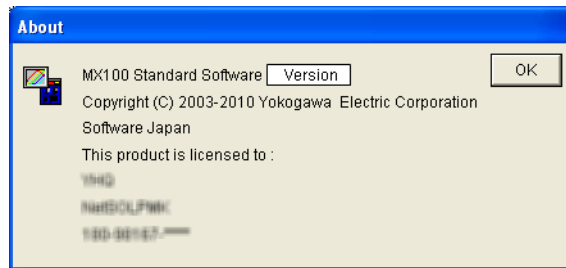 About
MX100 Standard Software Version
OK
Copyright (C) 2003-2010 Yokogawa Electric Corporation
Software Japan
This product is licensed to :